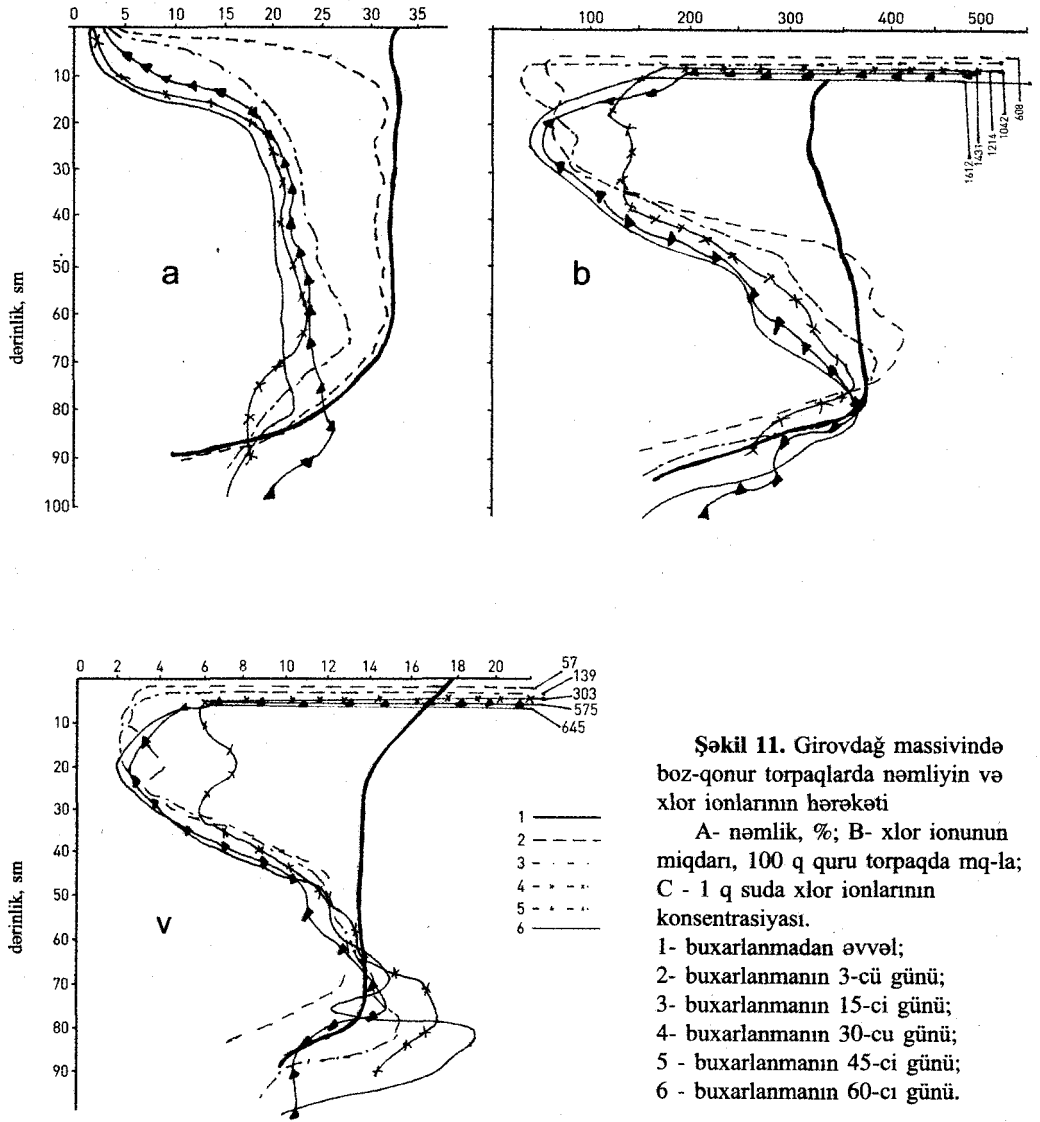 0 5 10 15 20 25 30 35
10
20
30
40
50
60
70
80
90
100
dərinlik, sm
a
100 200 300 400 500
b
608
1042
1214
1431
1612
0 2 4 6 8 10 12 14 16 18 20
57
139
303
575
645
10
20
30
40
50
60
70
80
90
dərinlik, sm
v
1
2
3
4
5
6
Şəkil 11. Girovdağ massivində
boz-qonur torpaqlarda nəmliyin və
xlor ionlarının hərəkəti
A- nəmlik, %; B- xlor ionunun
miqdarı, 100 q quru torpaqda mq-la;
C - 1 q suda xlor ionlarının
konsentrasiyası.
1- buxarlanmadan əvvəl;
2- buxarlanmanın 3-cü günü;
3- buxarlanmanın 15-ci günü;
4- buxarlanmanın 30-cu günü;
5 - buxarlanmanın 45-ci günü;
6 - buxarlanmanın 60-cı günü.